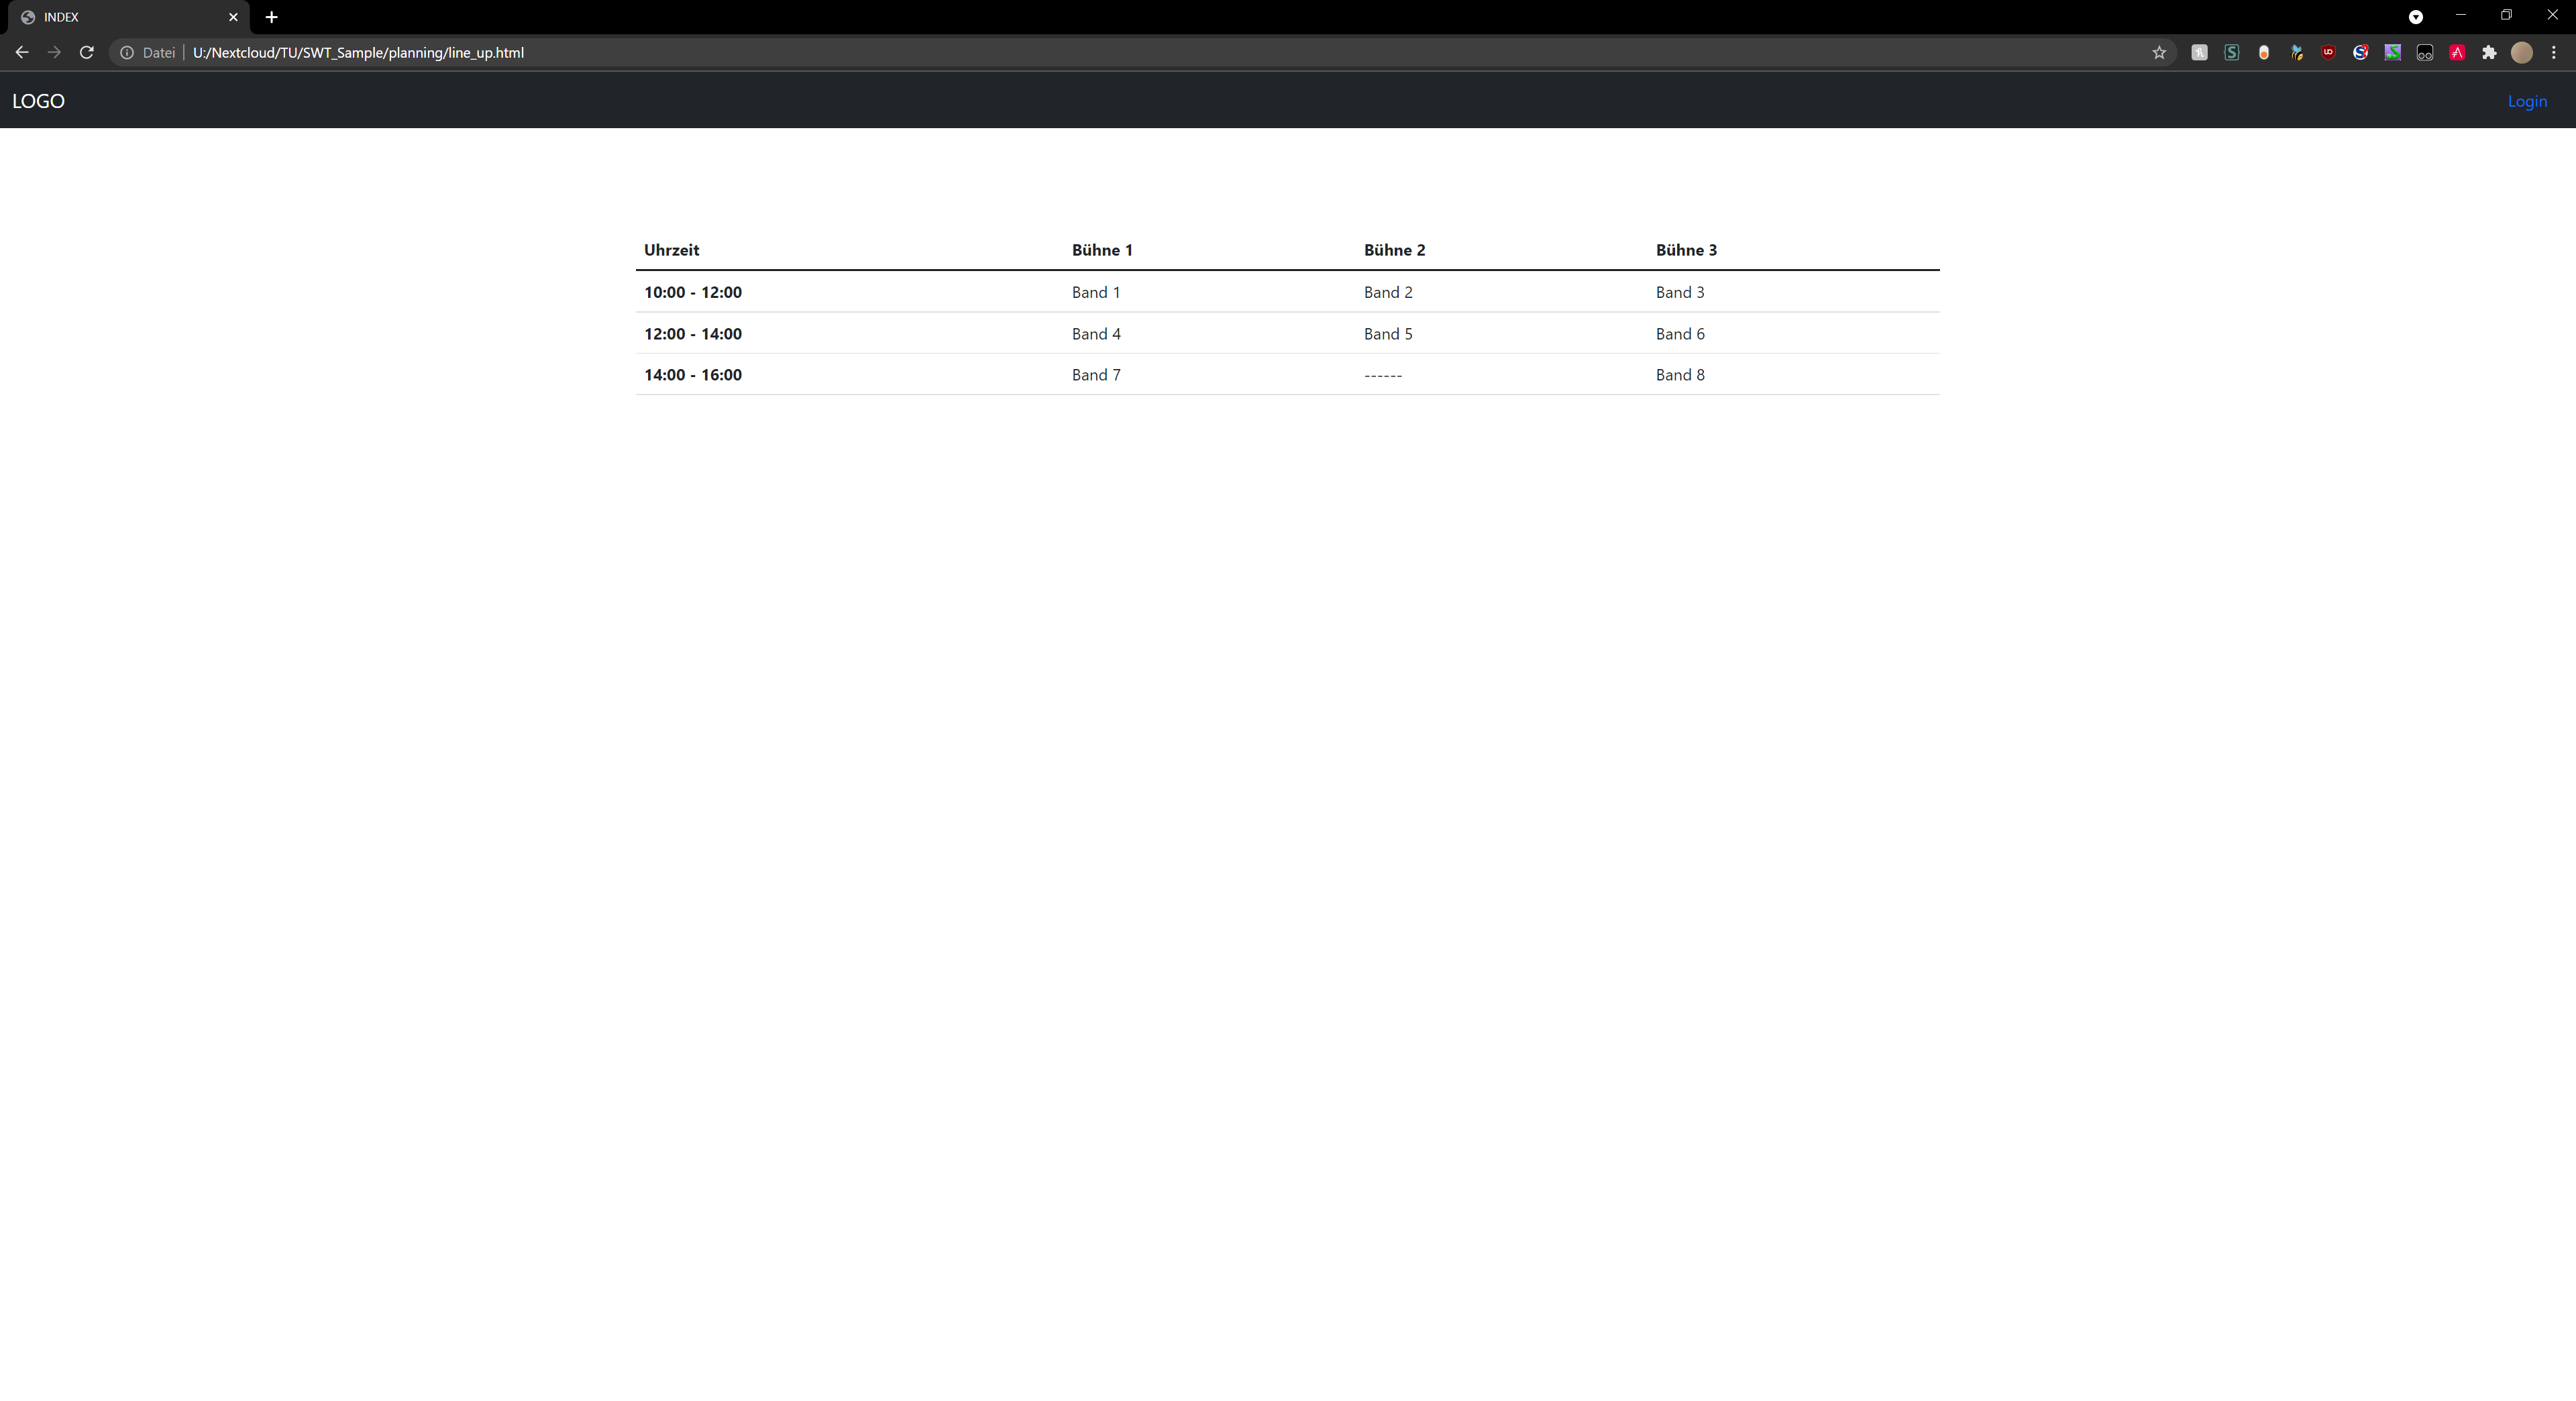 INDEX
Datei U:/Nextcloud/TU/SWT_Sample/planning/line_up.html
LOGO Login
Uhrzeit Bühne 1 Bühne 2 Bühne 3
10:00 - 12:00 Band 1 Band 2 Band 3
12:00 - 14:00 Band 4 Band 5 Band 6
14:00 - 16:00 Band 7 ------ Band 8